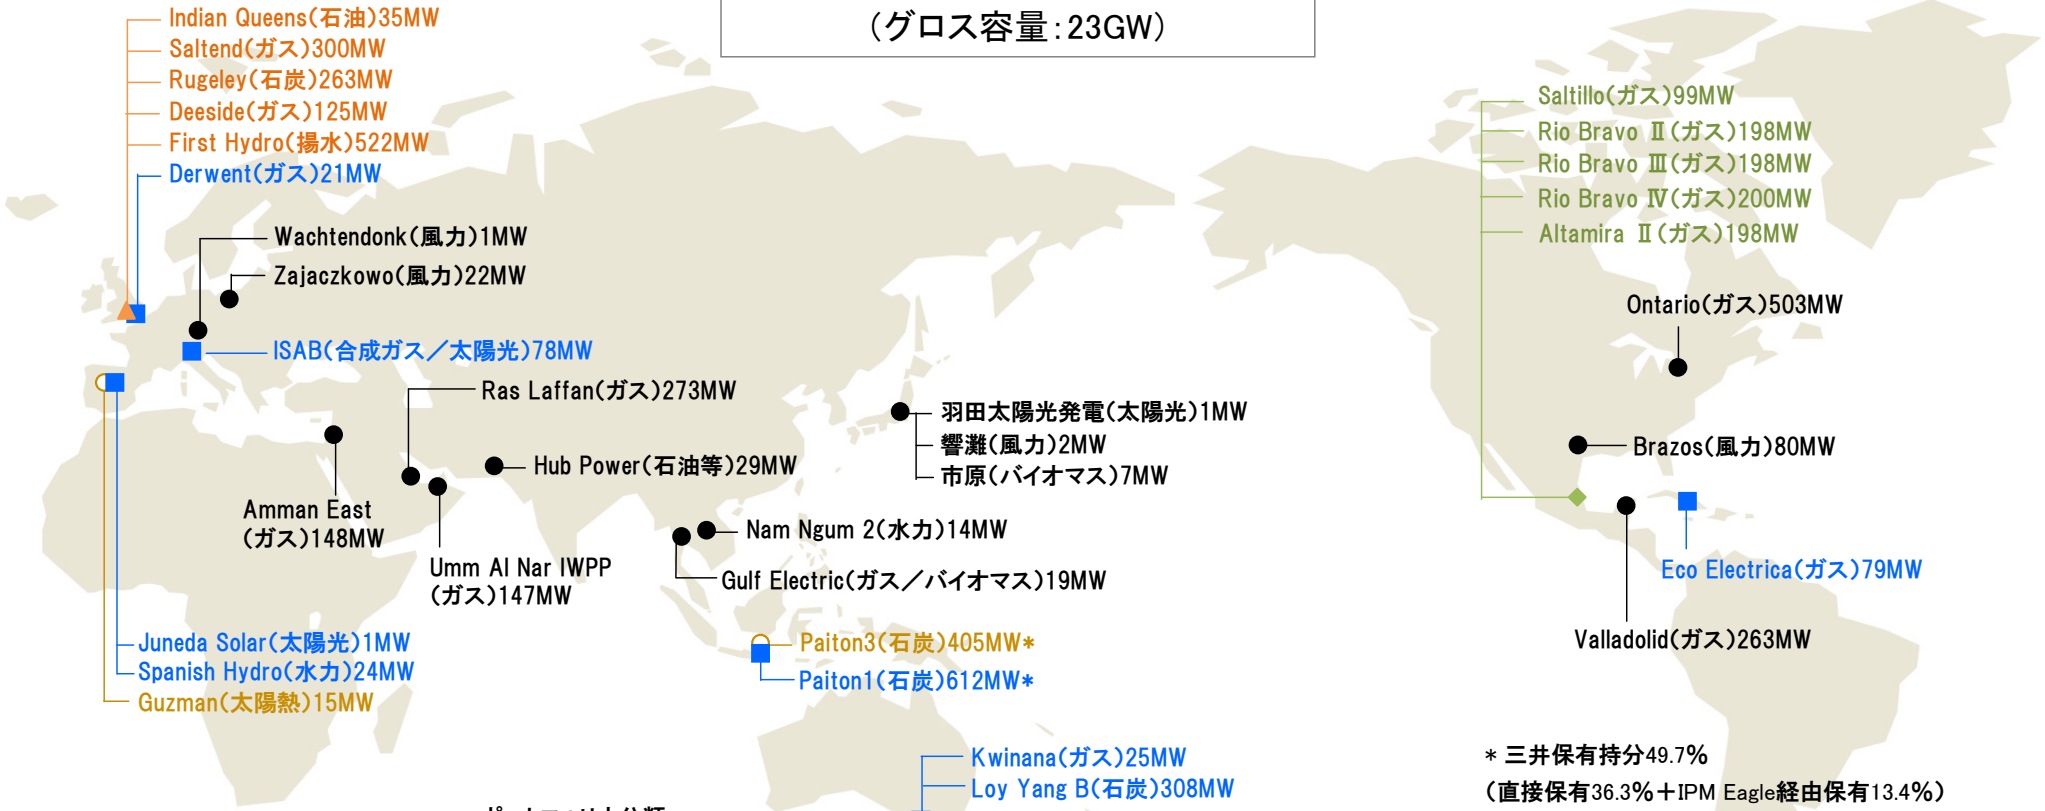 (グロス容量:23GW)
Indian Queens(石油)35MW
Saltend(ガス)300MW
Rugeley(石炭)263MW
Deeside(ガス)125MW
First Hydro(揚水)522MW
Derwent(ガス)21MW
Wachtendonk(風力)1MW
Zajaczkowo(風力)22MW
ISAB(合成ガス/太陽光)78MW
Ras Laffan(ガス)273MW
Hub Power(石油等)29MW
Amman East
(ガス)148MW
Umm Al Nar IWPP
(ガス)147MW
羽田太陽光発電(太陽光)1MW
響灘(風力)2MW
市原(バイオマス)7MW
Nam Ngum 2(水力)14MW
Gulf Electric(ガス/バイオマス)19MW
Juneda Solar(太陽光)1MW
Spanish Hydro(水力)24MW
Guzman(太陽熱)15MW
Paiton3(石炭)405MW*
Paiton1(石炭)612MW*
Kwinana(ガス)25MW
Loy Yang B(石炭)308MW
Saltillo(ガス)99MW
Rio Bravo Ⅱ(ガス)198MW
Rio Bravo Ⅲ(ガス)198MW
Rio Bravo Ⅳ(ガス)200MW
Altamira Ⅱ(ガス)198MW
Ontario(ガス)503MW
Brazos(風力)80MW
Eco Electrica(ガス)79MW
Valladolid(ガス)263MW
* 三井保有持分49.7%
(直接保有36.3%+IPM Eagle経由保有13.4%)